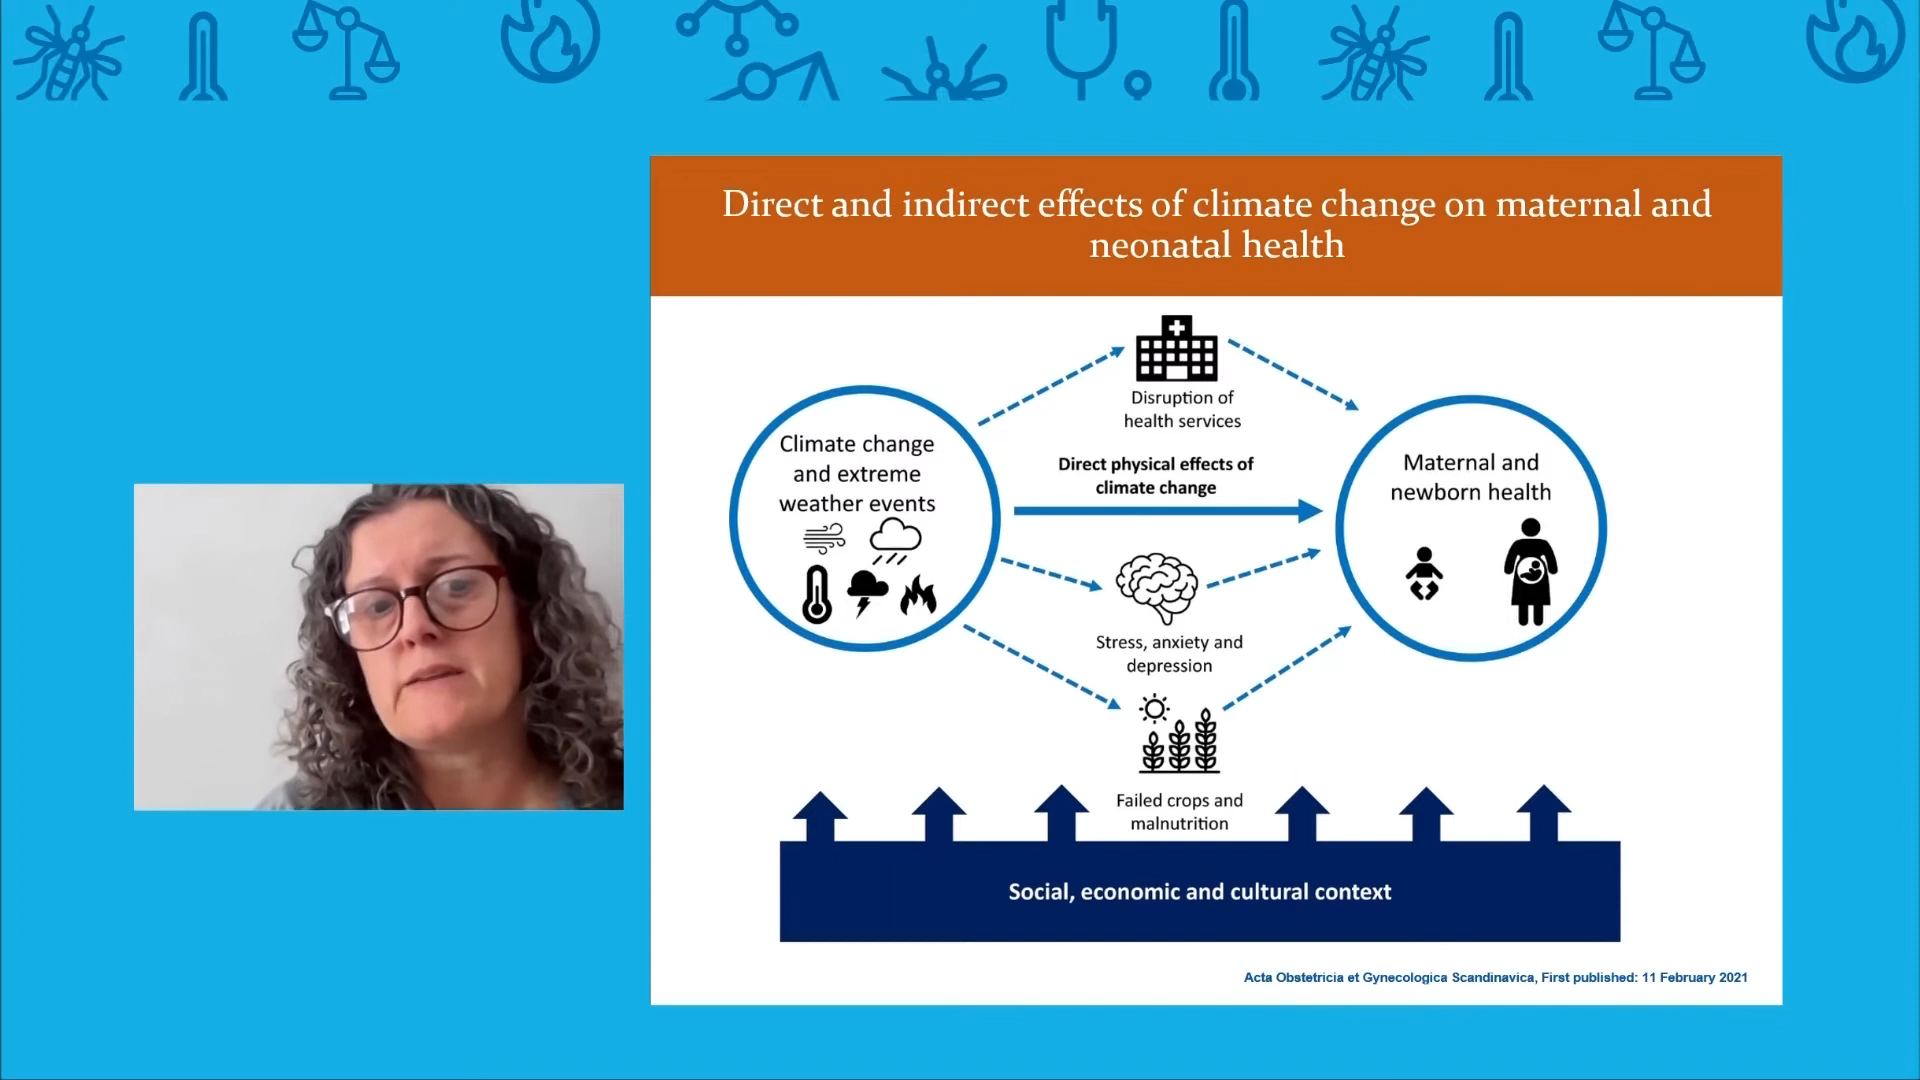 Direct and indirect effects of climate change on maternal and
neonatal health
Disruption of
health services
Climate change
and extreme
weather events
Direct physical effects of
climate change
Maternal and
newborn health
Stress, anxiety and
depression
Failed crops and
malnutrition
Social, economic and cultural context
Acta Obstetricia et Gynecologica Scandinavica, First published: 11 February 2021